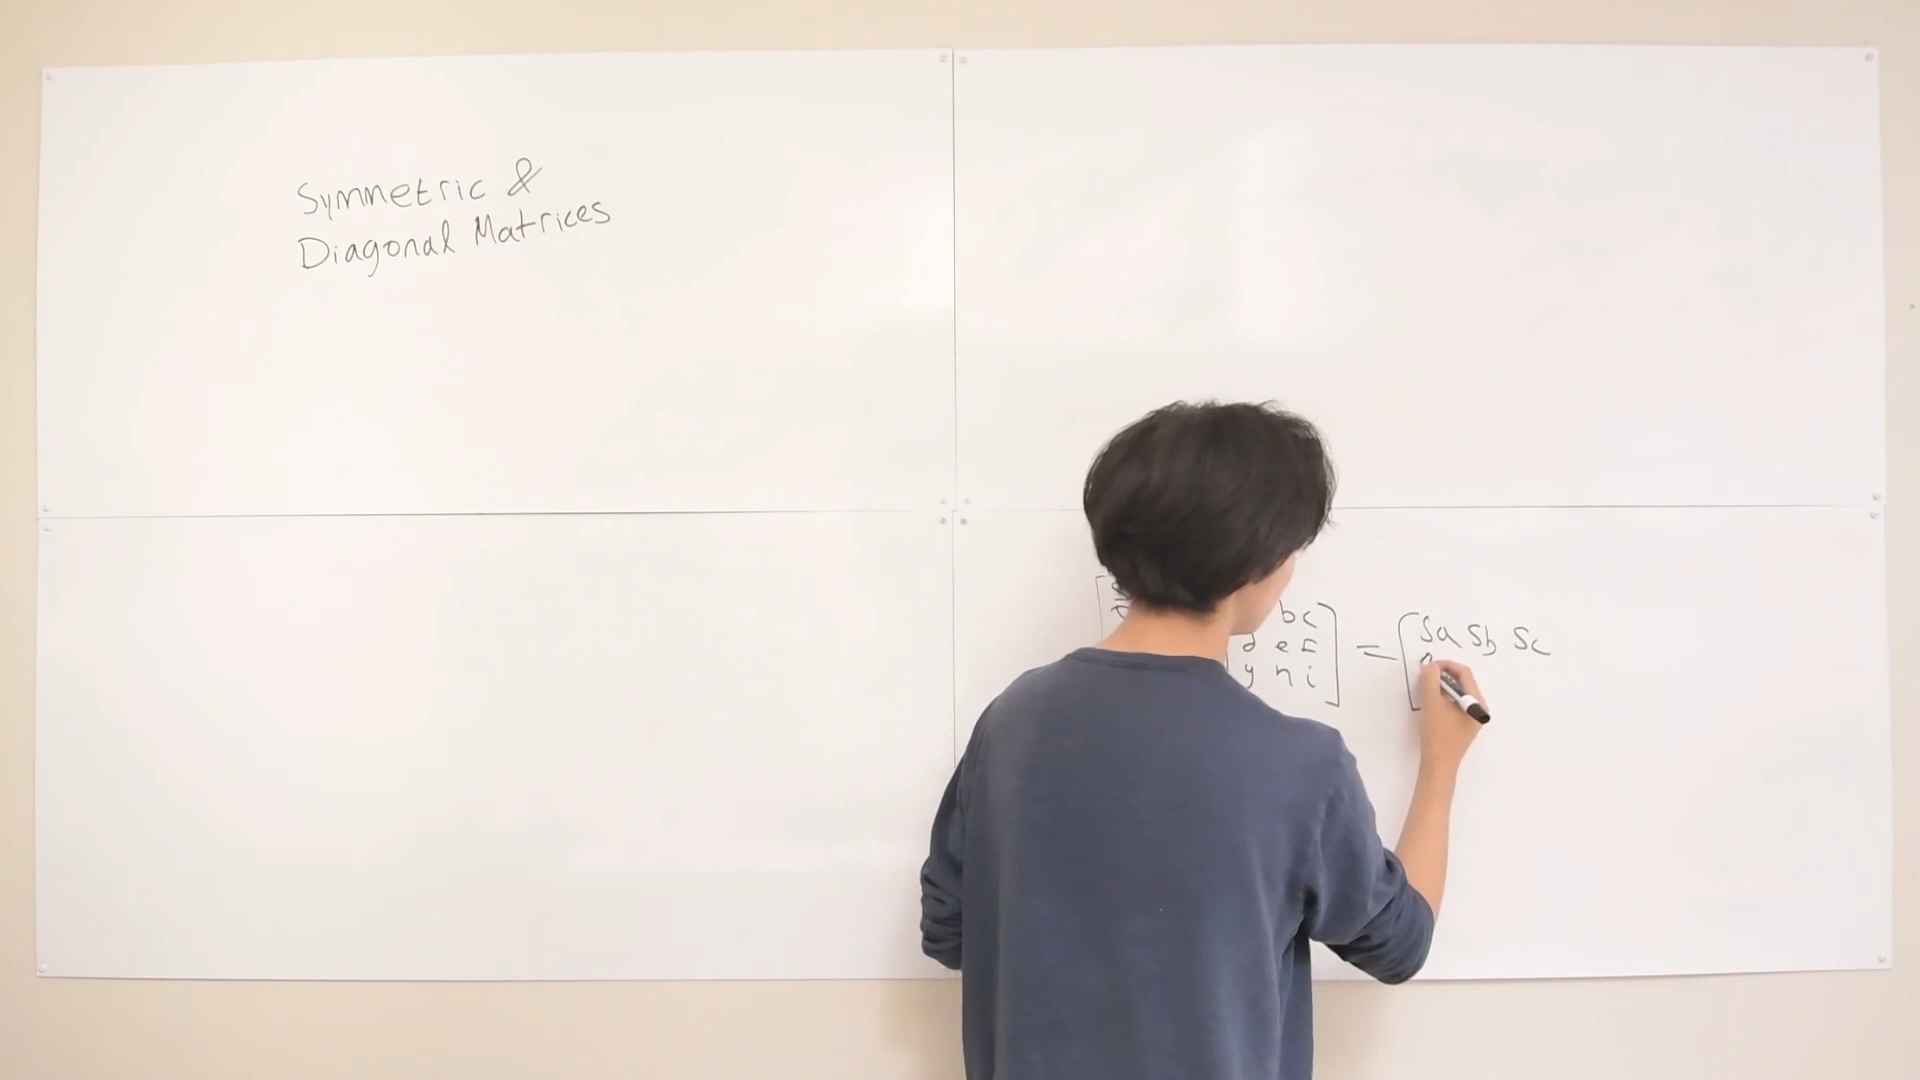 Symmetric &
Diagonal Matrices
b c = Sa Sb Sc
d e F
y n i